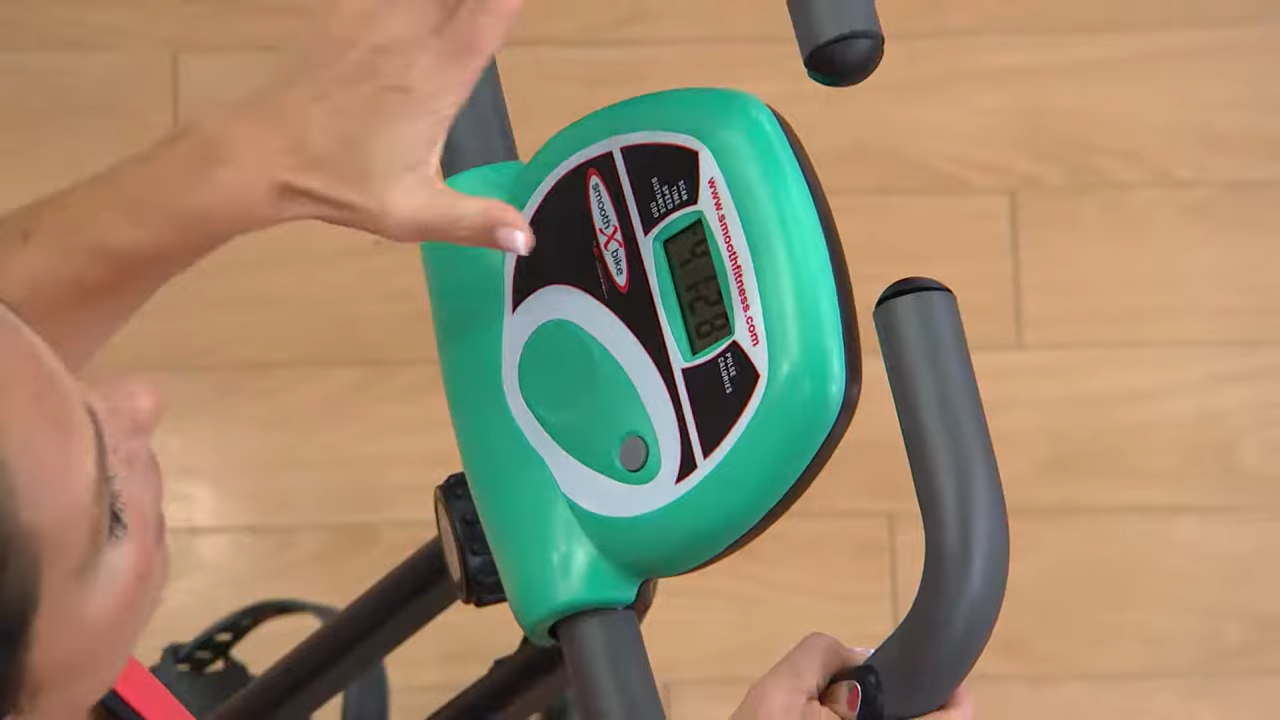 www.smoothfitness.com
SCAN
TIME
SPEED
DISTANCE
ODO
PULSE
CALORIES
smooth X bike